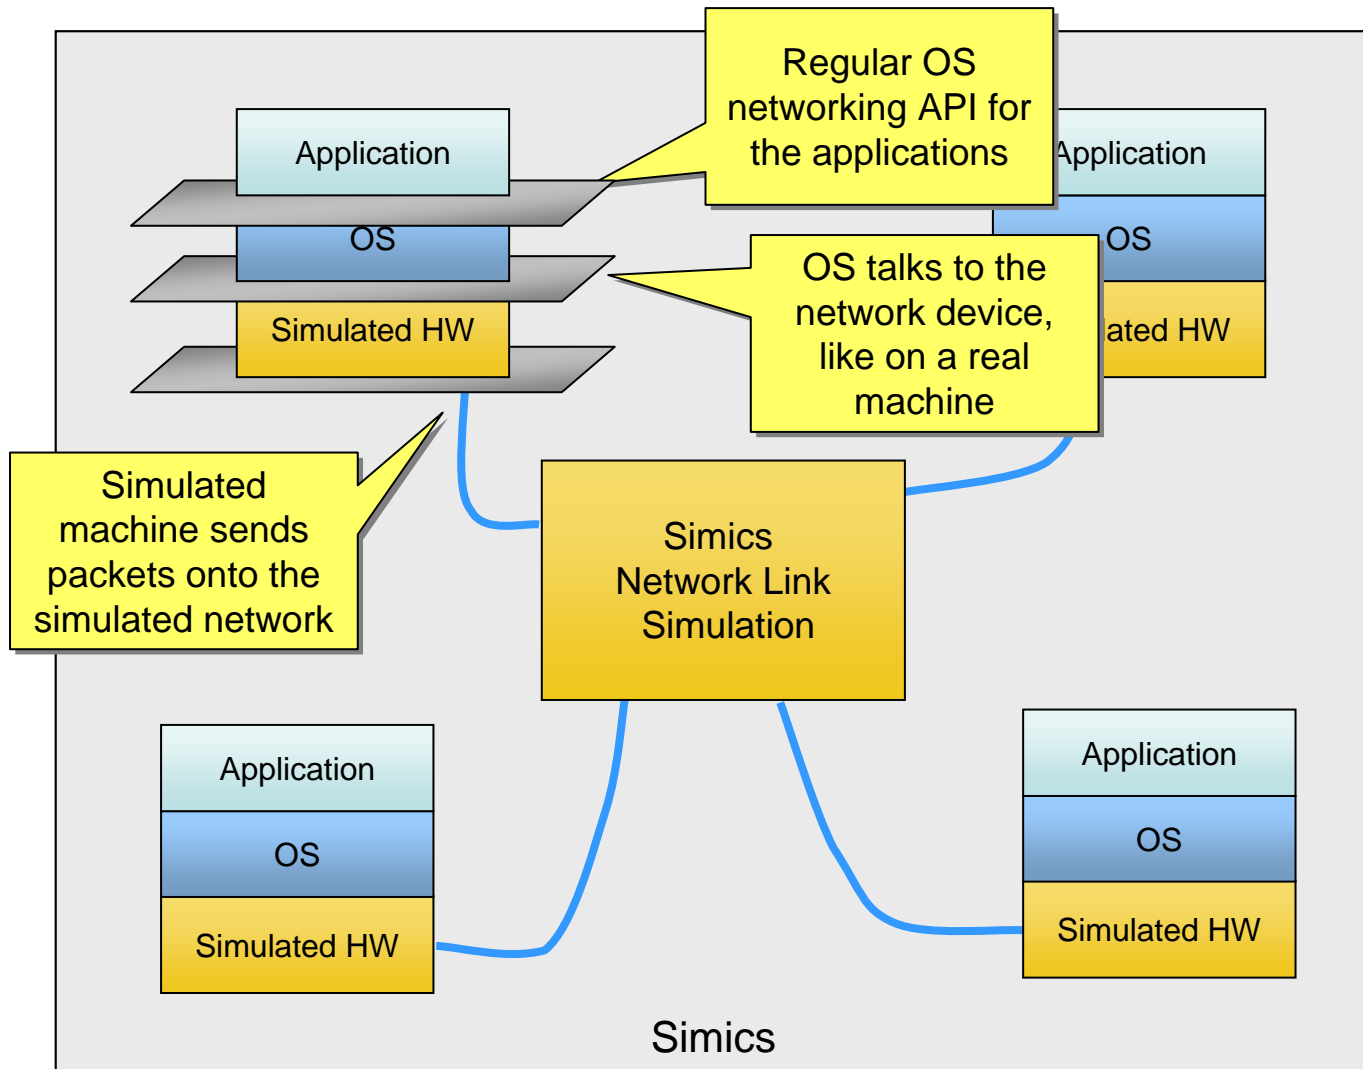 Regular OS
networking API for
the applications
Application
OS
Simulated HW
Application
OS
lated HW
OS talks to the
network device,
like on a real
machine
Simulated
machine sends
packets onto the
simulated network
Simics
Network Link
Simulation
Application
OS
Simulated HW
Application
OS
Simulated HW
Simics